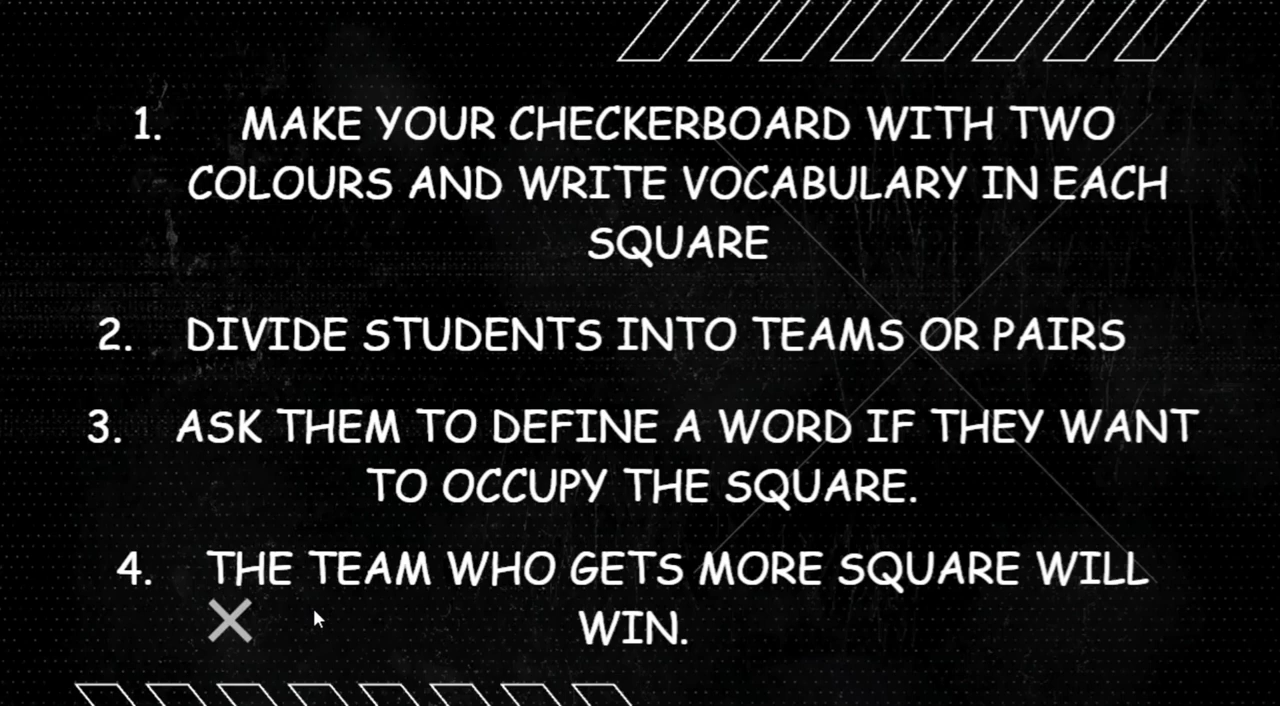 1. MAKE YOUR CHECKERBOARD WITH TWO
COLOURS AND WRITE VOCABULARY IN EACH
SQUARE
2. DIVIDE STUDENTS INTO TEAMS OR PAIRS
3. ASK THEM TO DEFINE A WORD IF THEY WANT
TO OCCUPY THE SQUARE.
4. THE TEAM WHO GETS MORE SQUARE WILL
WIN.